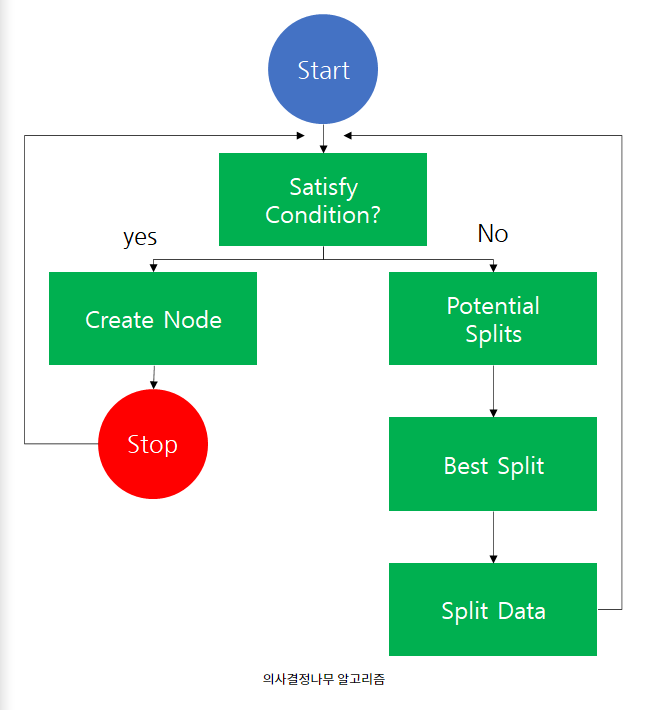 Start
Satisfy
Condition?
yes
No
Create Node
Potential
Splits
Stop
Best Split
Split Data
의사결정나무 알고리즘